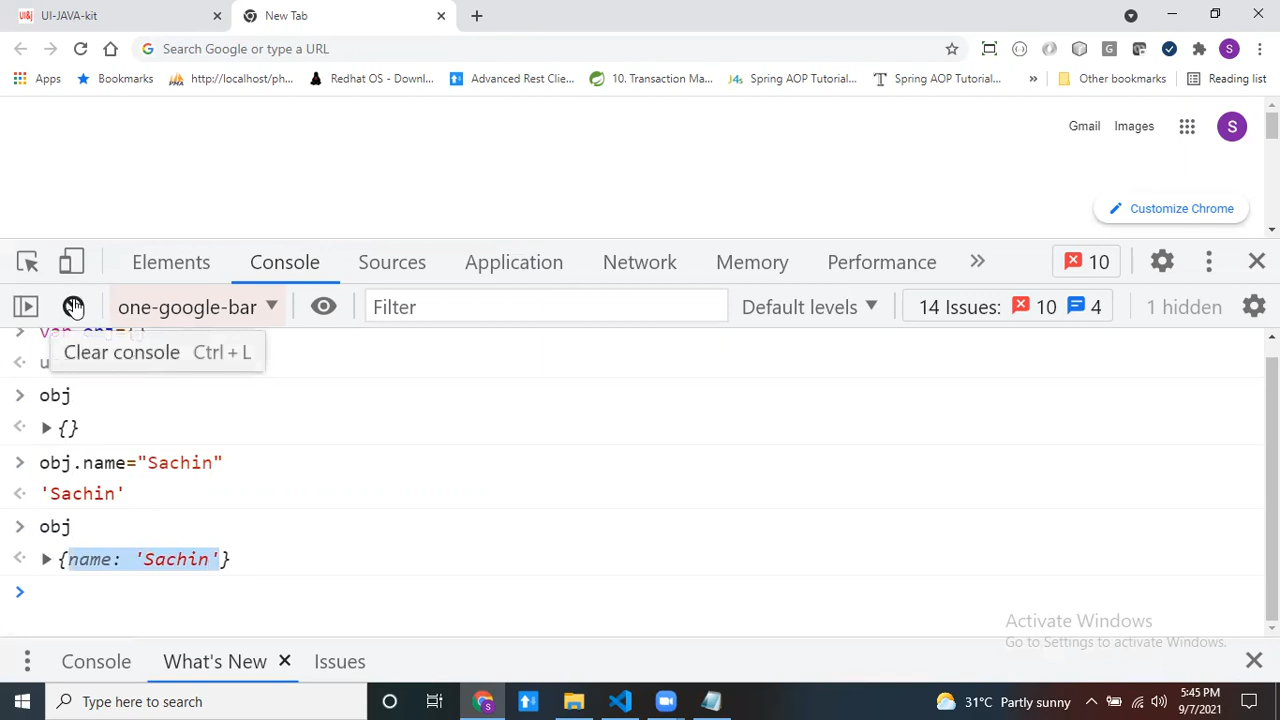 UI&J UI-JAVA-kit
New Tab
Search Google or type a URL
S
Apps
Bookmarks
http://localhost/ph...
Redhat OS - Downl...
Advanced Rest Clie...
10. Transaction Ma...
J4s Spring AOP Tutorial...
T Spring AOP Tutorial...
»
Other bookmarks
Reading list
Gmail Images S
Customize Chrome
Elements Console Sources Application Network Memory Performance » 10
one-google-bar Filter Default levels 14 Issues: 10 4 1 hidden
var obj={}
Clear console Ctrl + L
u
obj
{}
obj.name="Sachin"
'Sachin'
obj
{name: 'Sachin'}
Activate Windows
Go to Settings to activate Windows.
Console What's New Issues
Type here to search
31°C Partly sunny
5:45 PM
9/7/2021